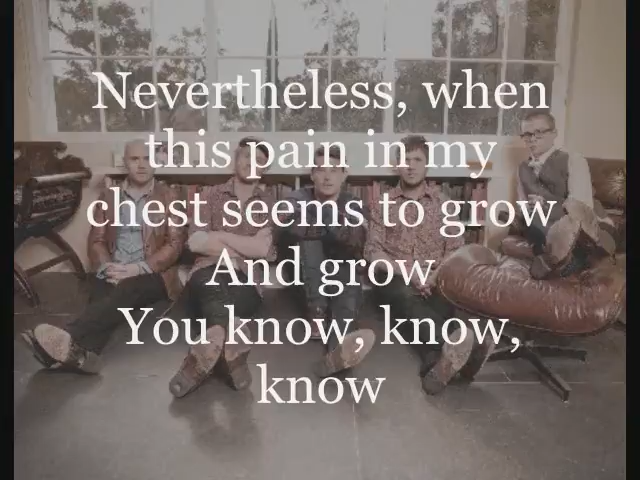 Nevertheless, when
this pain in my
chest seems to grow
And grow
You know, know,
know